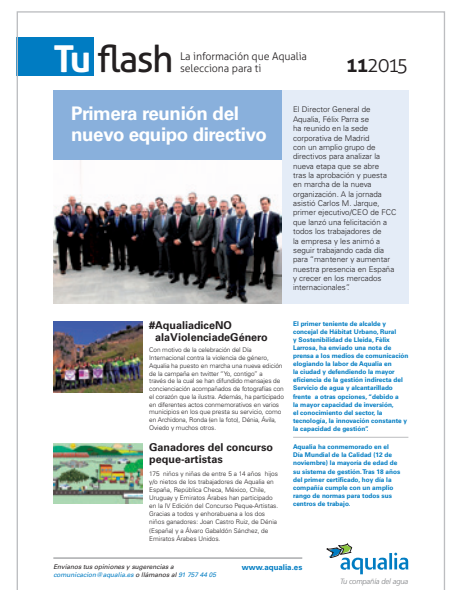 Tu flash
La información que Aqualia
selecciona para ti
112015
Primera reunión del
nuevo equipo directivo
El Director General de
Aqualia, Félix Parra se
ha reunido en la sede
corporativa de Madrid
con un amplio grupo de
directivos para analizar la
nueva etapa que se abre
tras la aprobación y puesta
en marcha de la nueva
organización. A la jornada
asistió Carlos M. Jarque,
primer ejecutivo/CEO de FCC
que lanzó una felicitación a
todos los trabajadores de
la empresa y les animó a
seguir trabajando cada día
para “mantener y aumentar
nuestra presencia en España
y crecer en los mercados
internacionales”.
#AqualiadiceNO
alaViolenciadeGénero
Con motivo de la celebración del Día
Internacional contra la violencia de género,
Aqualia ha puesto en marcha una nueva edición
de la campaña en twitter “Yo, contigo” a
través de la cual se han difundido mensajes de
concienciación acompañados de fotografías con
el corazón que la ilustra. Además, ha participado
en diferentes actos conmemorativos en varios
municipios en los que presta su servicio, como
en Archidona, Ronda (en la foto), Dénia, Ávila,
Oviedo y muchos otros.
Ganadores del concurso
peque-artistas
175 niños y niñas de entre 5 a 14 años hijos
y/o nietos de los trabajadores de Aqualia en
España, República Checa, México, Chile,
Uruguay y Emiratos Árabes han participado
en la IV Edición del Concurso Peque-Artistas.
Gracias a todos y enhorabuena a los dos
niños ganadores: Joan Castro Ruiz, de Dénia
(España) y a Álvaro Gabaldón Sánchez, de
Emiratos Árabes Unidos.
El primer teniente de alcalde y
concejal de Hábitat Urbano, Rural
y Sostenibilidad de Lleida, Fèlix
Larrosa, ha enviado una nota de
prensa a los medios de comunicación
elogiando la labor de Aqualia en
la ciudad y defendiendo la mayor
eficiencia de la gestión indirecta del
Servicio de agua y alcantarillado
frente a otras opciones, “debido a
la mayor capacidad de inversión,
el conocimiento del sector, la
tecnología, la innovación constante y
la capacidad de gestión”.
Aqualia ha conmemorado en el
Día Mundial de la Calidad (12 de
noviembre) la mayoría de edad de
su sistema de gestión. Tras 18 años
del primer certificado, hoy día la
compañía cumple con un amplio
rango de normas para todos sus
centros de trabajo.
Envíanos tus opiniones y sugerencias a
comunicacion@aqualia.es o llámanos al 91 757 44 05
www.aqualia.es
aqualia
Tu compañía del agua